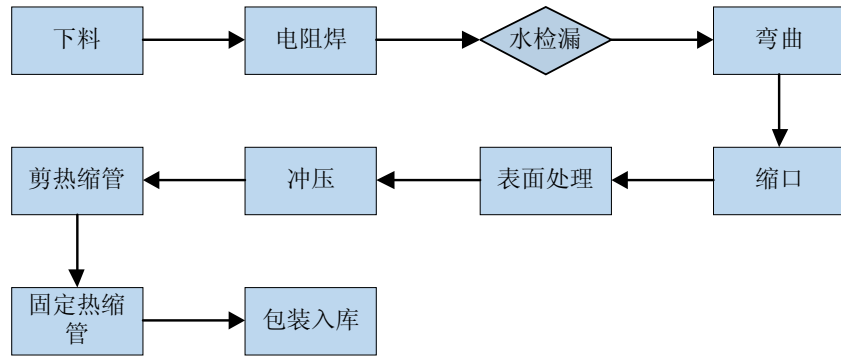 下料
电阻焊
水检漏
弯曲
剪热缩管
冲压
表面处理
缩口
固定热缩
管
包装入库